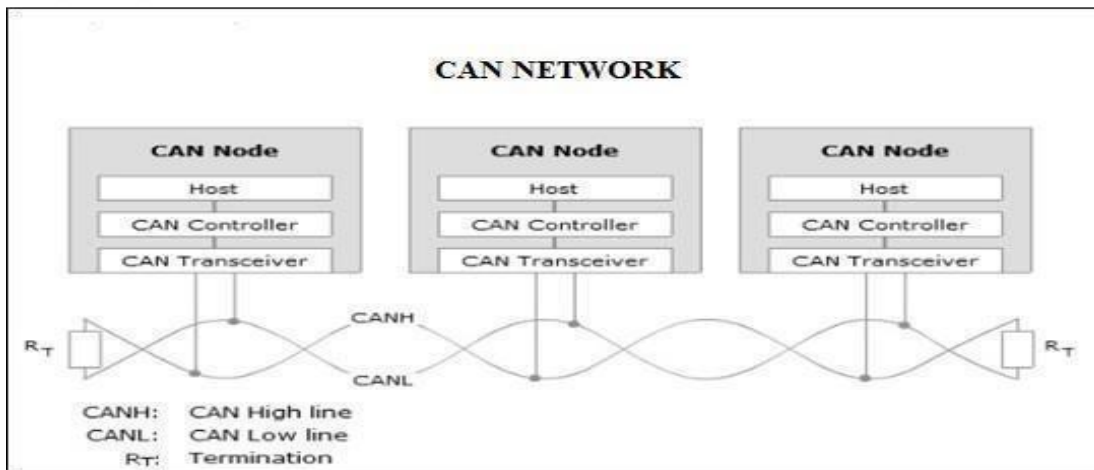 CAN NETWORK
CAN Node
Host
CAN Controller
CAN Transceiver
CAN Node
Host
CAN Controller
CAN Transceiver
CAN Node
Host
CAN Controller
CAN Transceiver
CANH
RT
RT
CANL
CANH: CAN High line
CANL: CAN Low line
RT: Termination